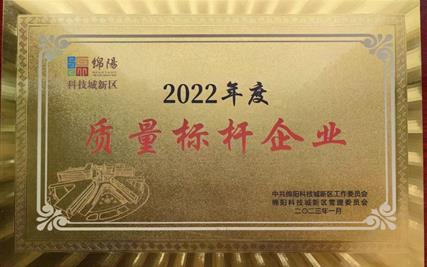 绵陽
科技城新区
2022年度
质量标杆企业
中共绵阳科技城新区工作委员会
绵阳科技城新区管理委员会
二〇二三年一月